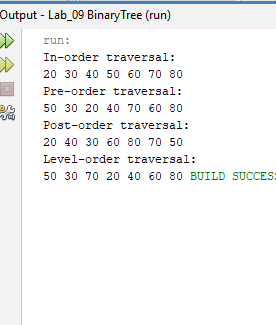 Output - Lab_09 BinaryTree (run)
run:
In-order traversal:
20 30 40 50 60 70 80
Pre-order traversal:
50 30 20 40 70 60 80
Post-order traversal:
20 40 30 60 80 70 50
Level-order traversal:
50 30 70 20 40 60 80 BUILD SUCCES